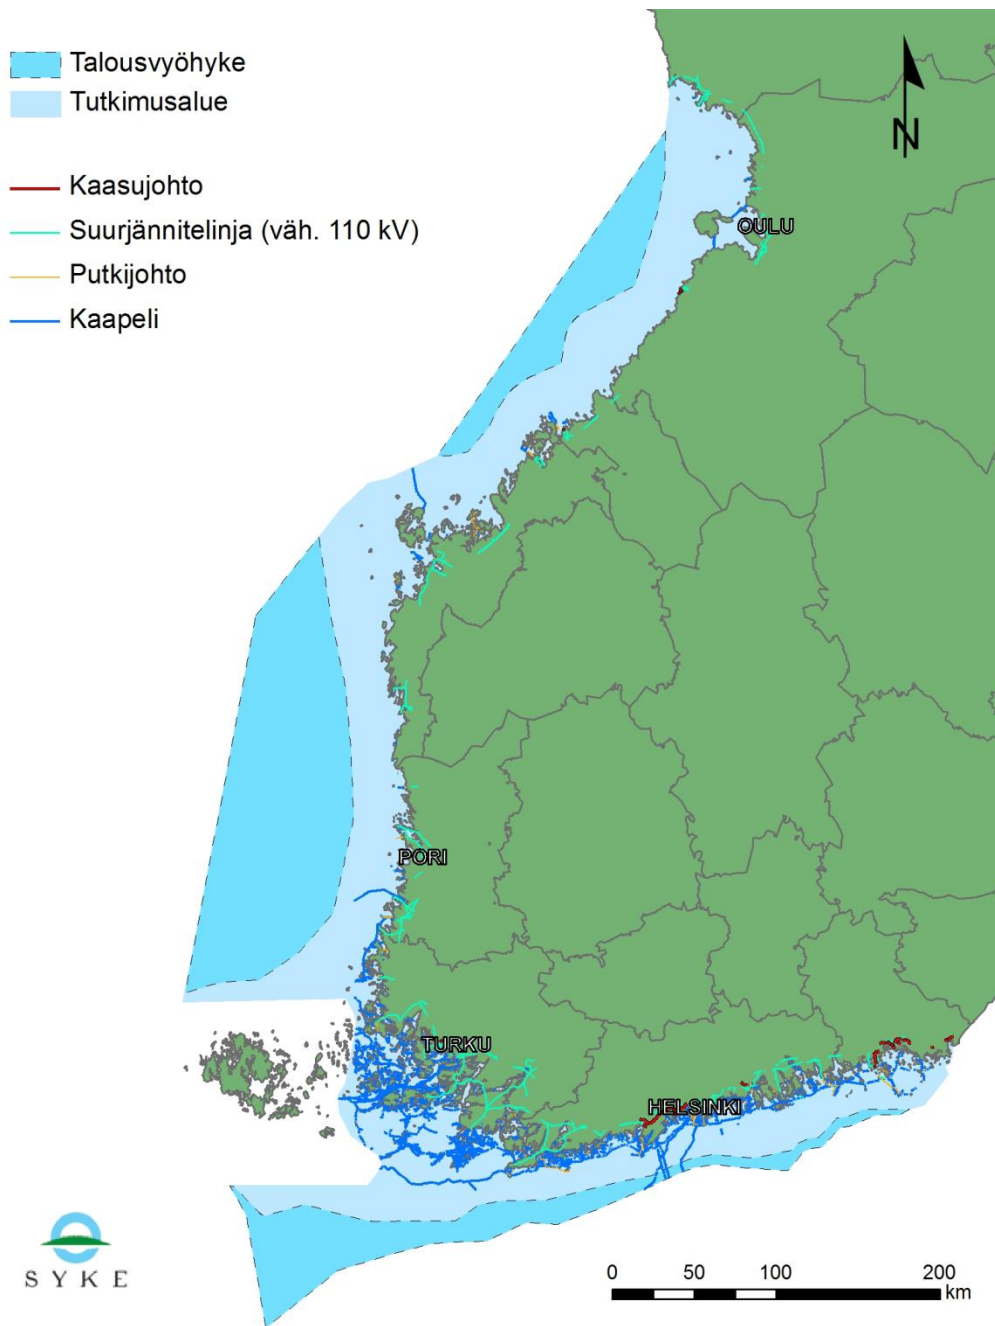 Talousvyöhyke
Tutkimusalue
Kaasujohto
Suurjännitelinja (väh. 110 kV)
Putkijohto
Kaapeli
N
OULU
PORI
TURKU
HELSINKI
SYKE
0 50 100 200
km